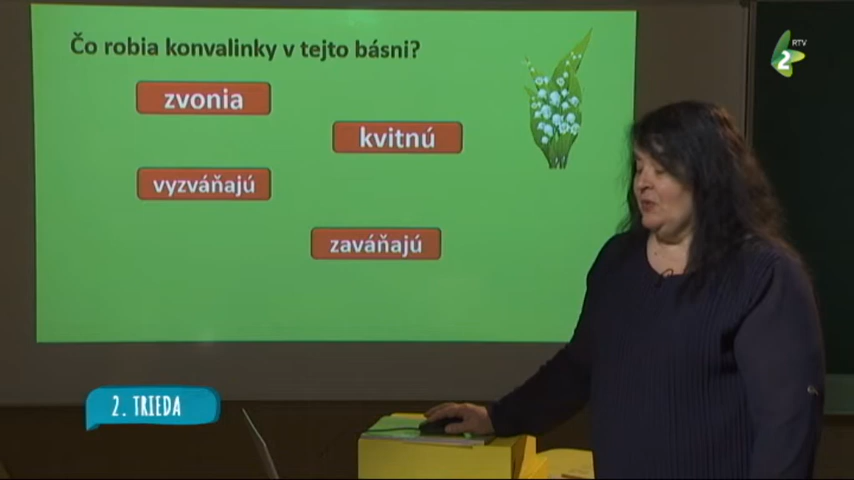 Čo robia konvalinky v tejto básni?
zvonia
kvitnú
vyzváňajú
zaváňajú
RTV
2
2. TRIEDA